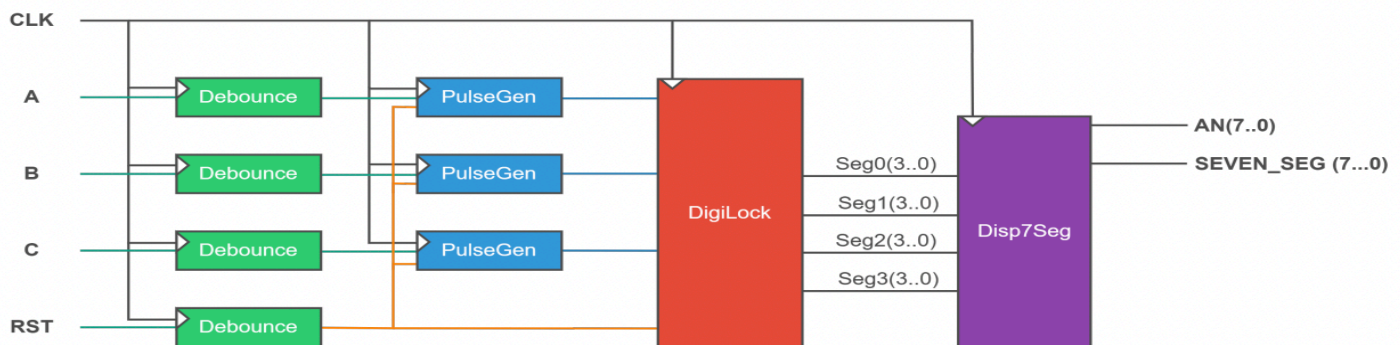 CLK
A
Debounce
PulseGen
AN(7..0)
B
Debounce
PulseGen
Seg0(3..0)
SEVEN_SEG (7...0)
Seg1(3..0)
DigiLock
Disp7Seg
C
Debounce
PulseGen
Seg2(3..0)
Seg3(3..0)
RST
Debounce